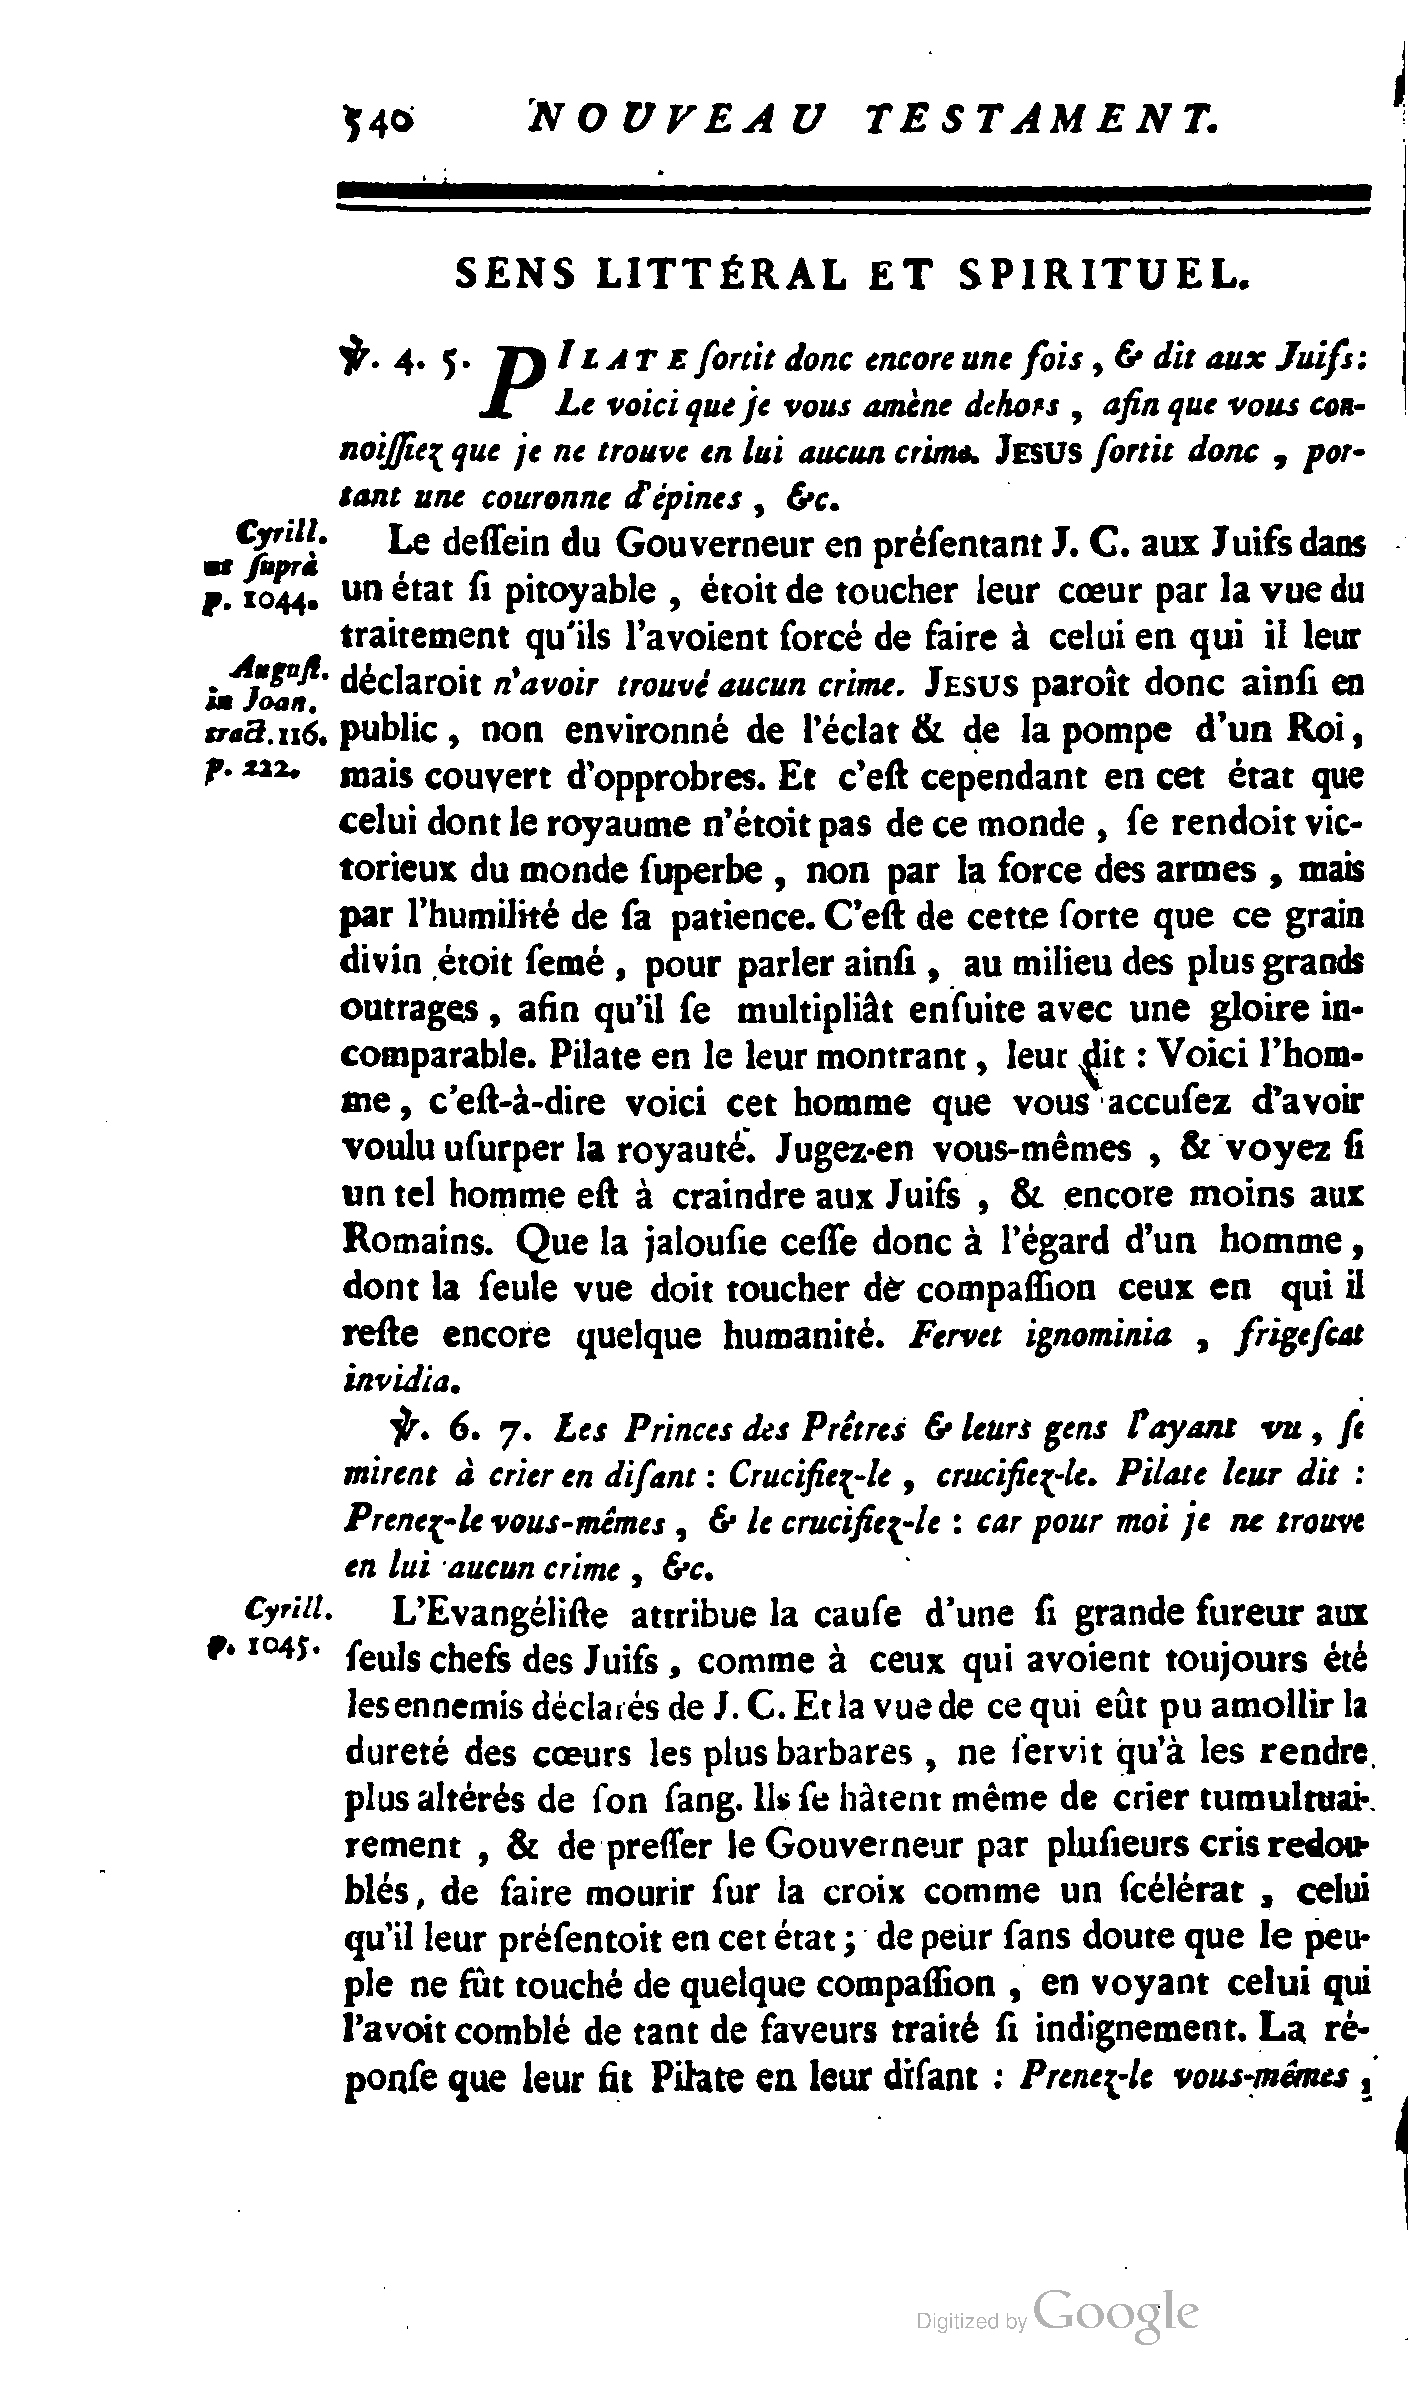 540 NOUVEAU TESTAMENT.
SENS LITTÉRAL ET SPIRITUEL.
℣. 4. 5. PILATE ſortit donc encore une fois, & dit aux Juifs:
Le voici que je vous amène dehors, afin que vous con-
noiſſiez que je ne trouve en lui aucun crime. JESUS ſortit donc, por-
tant une couronne d'épines, &c.
Cyrill.
ut ſuprà
p. 1044.
Le deſſein du Gouverneur en préſentant J. C. aux Juifs dans
un état ſi pitoyable, étoit de toucher leur cœur par la vue du
traitement qu'ils l'avoient forcé de faire à celui en qui il leur
Auguſt.
in Joan.
tract. 116.
p. 222.
déclaroit n'avoir trouvé aucun crime. JESUS paroît donc ainſi en
public, non environné de l'éclat & de la pompe d'un Roi,
mais couvert d'opprobres. Et c'eſt cependant en cet état que
celui dont le royaume n'étoit pas de ce monde, ſe rendoit vic-
torieux du monde ſuperbe, non par la force des armes, mais
par l'humilité de ſa patience. C'eſt de cette ſorte que ce grain
divin étoit ſemé, pour parler ainſi, au milieu des plus grands
outrages, afin qu'il ſe multipliât enſuite avec une gloire in-
comparable. Pilate en le leur montrant, leur dit : Voici l'hom-
me, c'eſt-à-dire voici cet homme que vous accuſez d'avoir
voulu uſurper la royauté. Jugez-en vous-mêmes, & voyez ſi
un tel homme eſt à craindre aux Juifs, & encore moins aux
Romains. Que la jalouſie ceſſe donc à l'égard d'un homme,
dont la ſeule vue doit toucher de compaſſion ceux en qui il
reſte encore quelque humanité. Fervet ignominia, frigeſcat
invidia.
℣. 6. 7. Les Princes des Prêtres & leurs gens l'ayant vu, ſe
mirent à crier en diſant : Crucifiez-le, crucifiez-le. Pilate leur dit :
Prenez-le vous-mêmes, & le crucifiez-le : car pour moi je ne trouve
en lui aucun crime, &c.
Cyrill.
p. 1045.
L'Evangéliſte attribue la cauſe d'une ſi grande fureur aux
ſeuls chefs des Juifs, comme à ceux qui avoient toujours été
les ennemis déclarés de J. C. Et la vue de ce qui eût pu amollir la
dureté des cœurs les plus barbares, ne ſervit qu'à les rendre
plus altérés de ſon ſang. Ils ſe hâtent même de crier tumultuai-
rement, & de preſſer le Gouverneur par pluſieurs cris redou-
blés, de faire mourir ſur la croix comme un ſcélérat, celui
qu'il leur préſentoit en cet état ; de peur ſans doute que le peu-
ple ne fût touché de quelque compaſſion, en voyant celui qui
l'avoit comblé de tant de faveurs traité ſi indignement. La ré-
ponſe que leur fit Pilate en leur diſant : Prenez-le vous-mêmes,
Digitized by Google